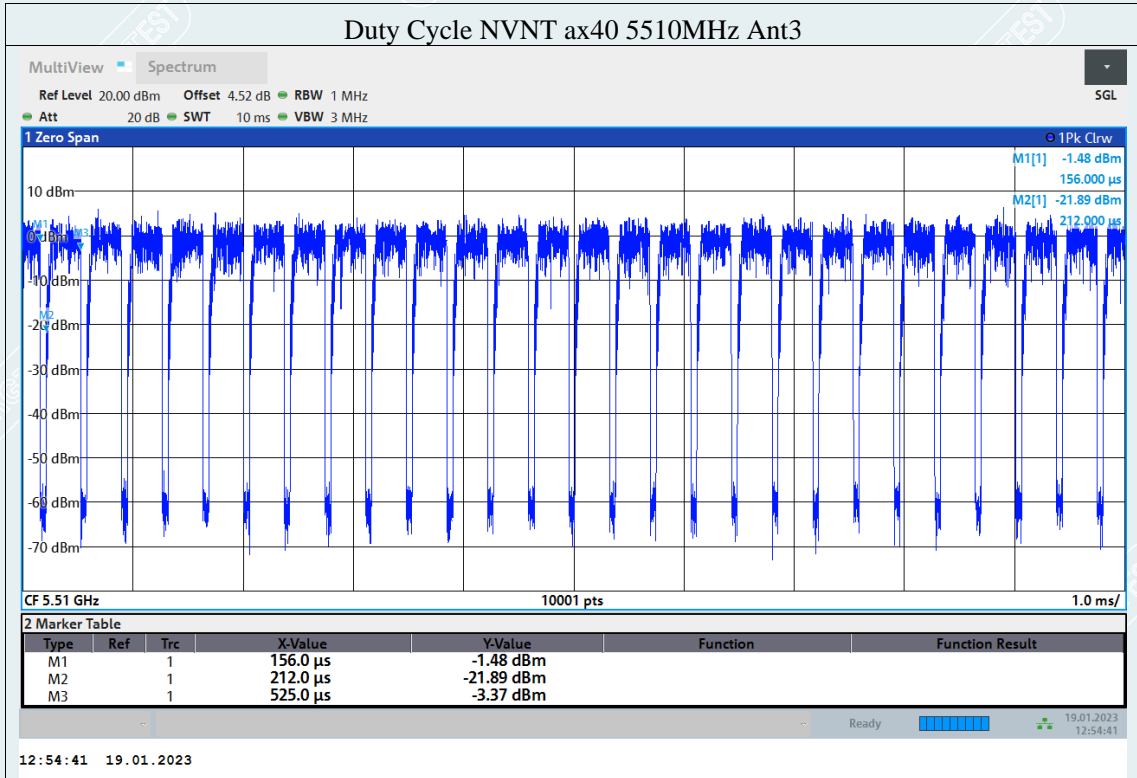 Duty Cycle NVNT ax40 5510MHz Ant3
MultiView Spectrum
Ref Level 20.00 dBm Offset 4.52 dB RBW 1 MHz SGL
Att 20 dB SWT 10 ms VBW 3 MHz
1 Zero Span 1Pk Clrw
M1[1] -1.48 dBm
156.000 µs
M2[1] -21.89 dBm
212.000 µs
10 dBm
M1
M3
0 dBm
-10 dBm
M2
-20 dBm
-30 dBm
-40 dBm
-50 dBm
-60 dBm
-70 dBm
CF 5.51 GHz 10001 pts 1.0 ms/
2 Marker Table
Type Ref Trc X-Value Y-Value Function Function Result
M1 1 156.0 µs -1.48 dBm
M2 1 212.0 µs -21.89 dBm
M3 1 525.0 µs -3.37 dBm
Ready 19.01.2023
12:54:41
12:54:41 19.01.2023